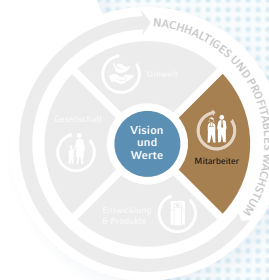 NACHHALTIGES UND PROFITABLES WACHSTUM
Umwelt
Gesellschaft
Vision
und
Werte
Mitarbeiter
Entwicklung
& Produkte